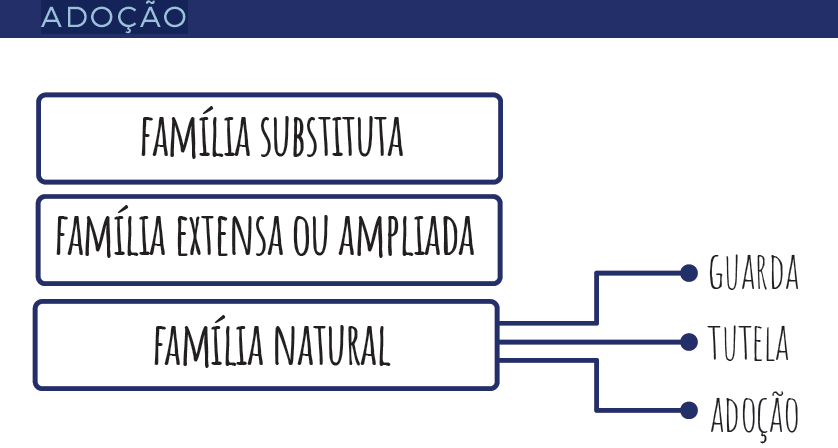 ADOÇÃO
FAMÍLIA SUBSTITUTA
FAMÍLIA EXTENSA OU AMPLIADA
FAMÍLIA NATURAL
GUARDA
TUTELA
ADOÇÃO